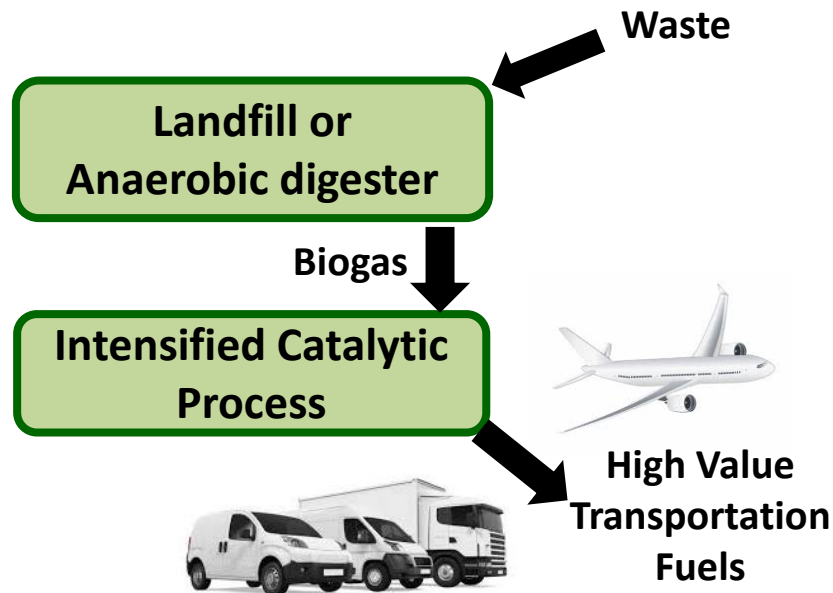 Waste
Landfill or
Anaerobic digester
Biogas
Intensified Catalytic
Process
High Value
Transportation
Fuels